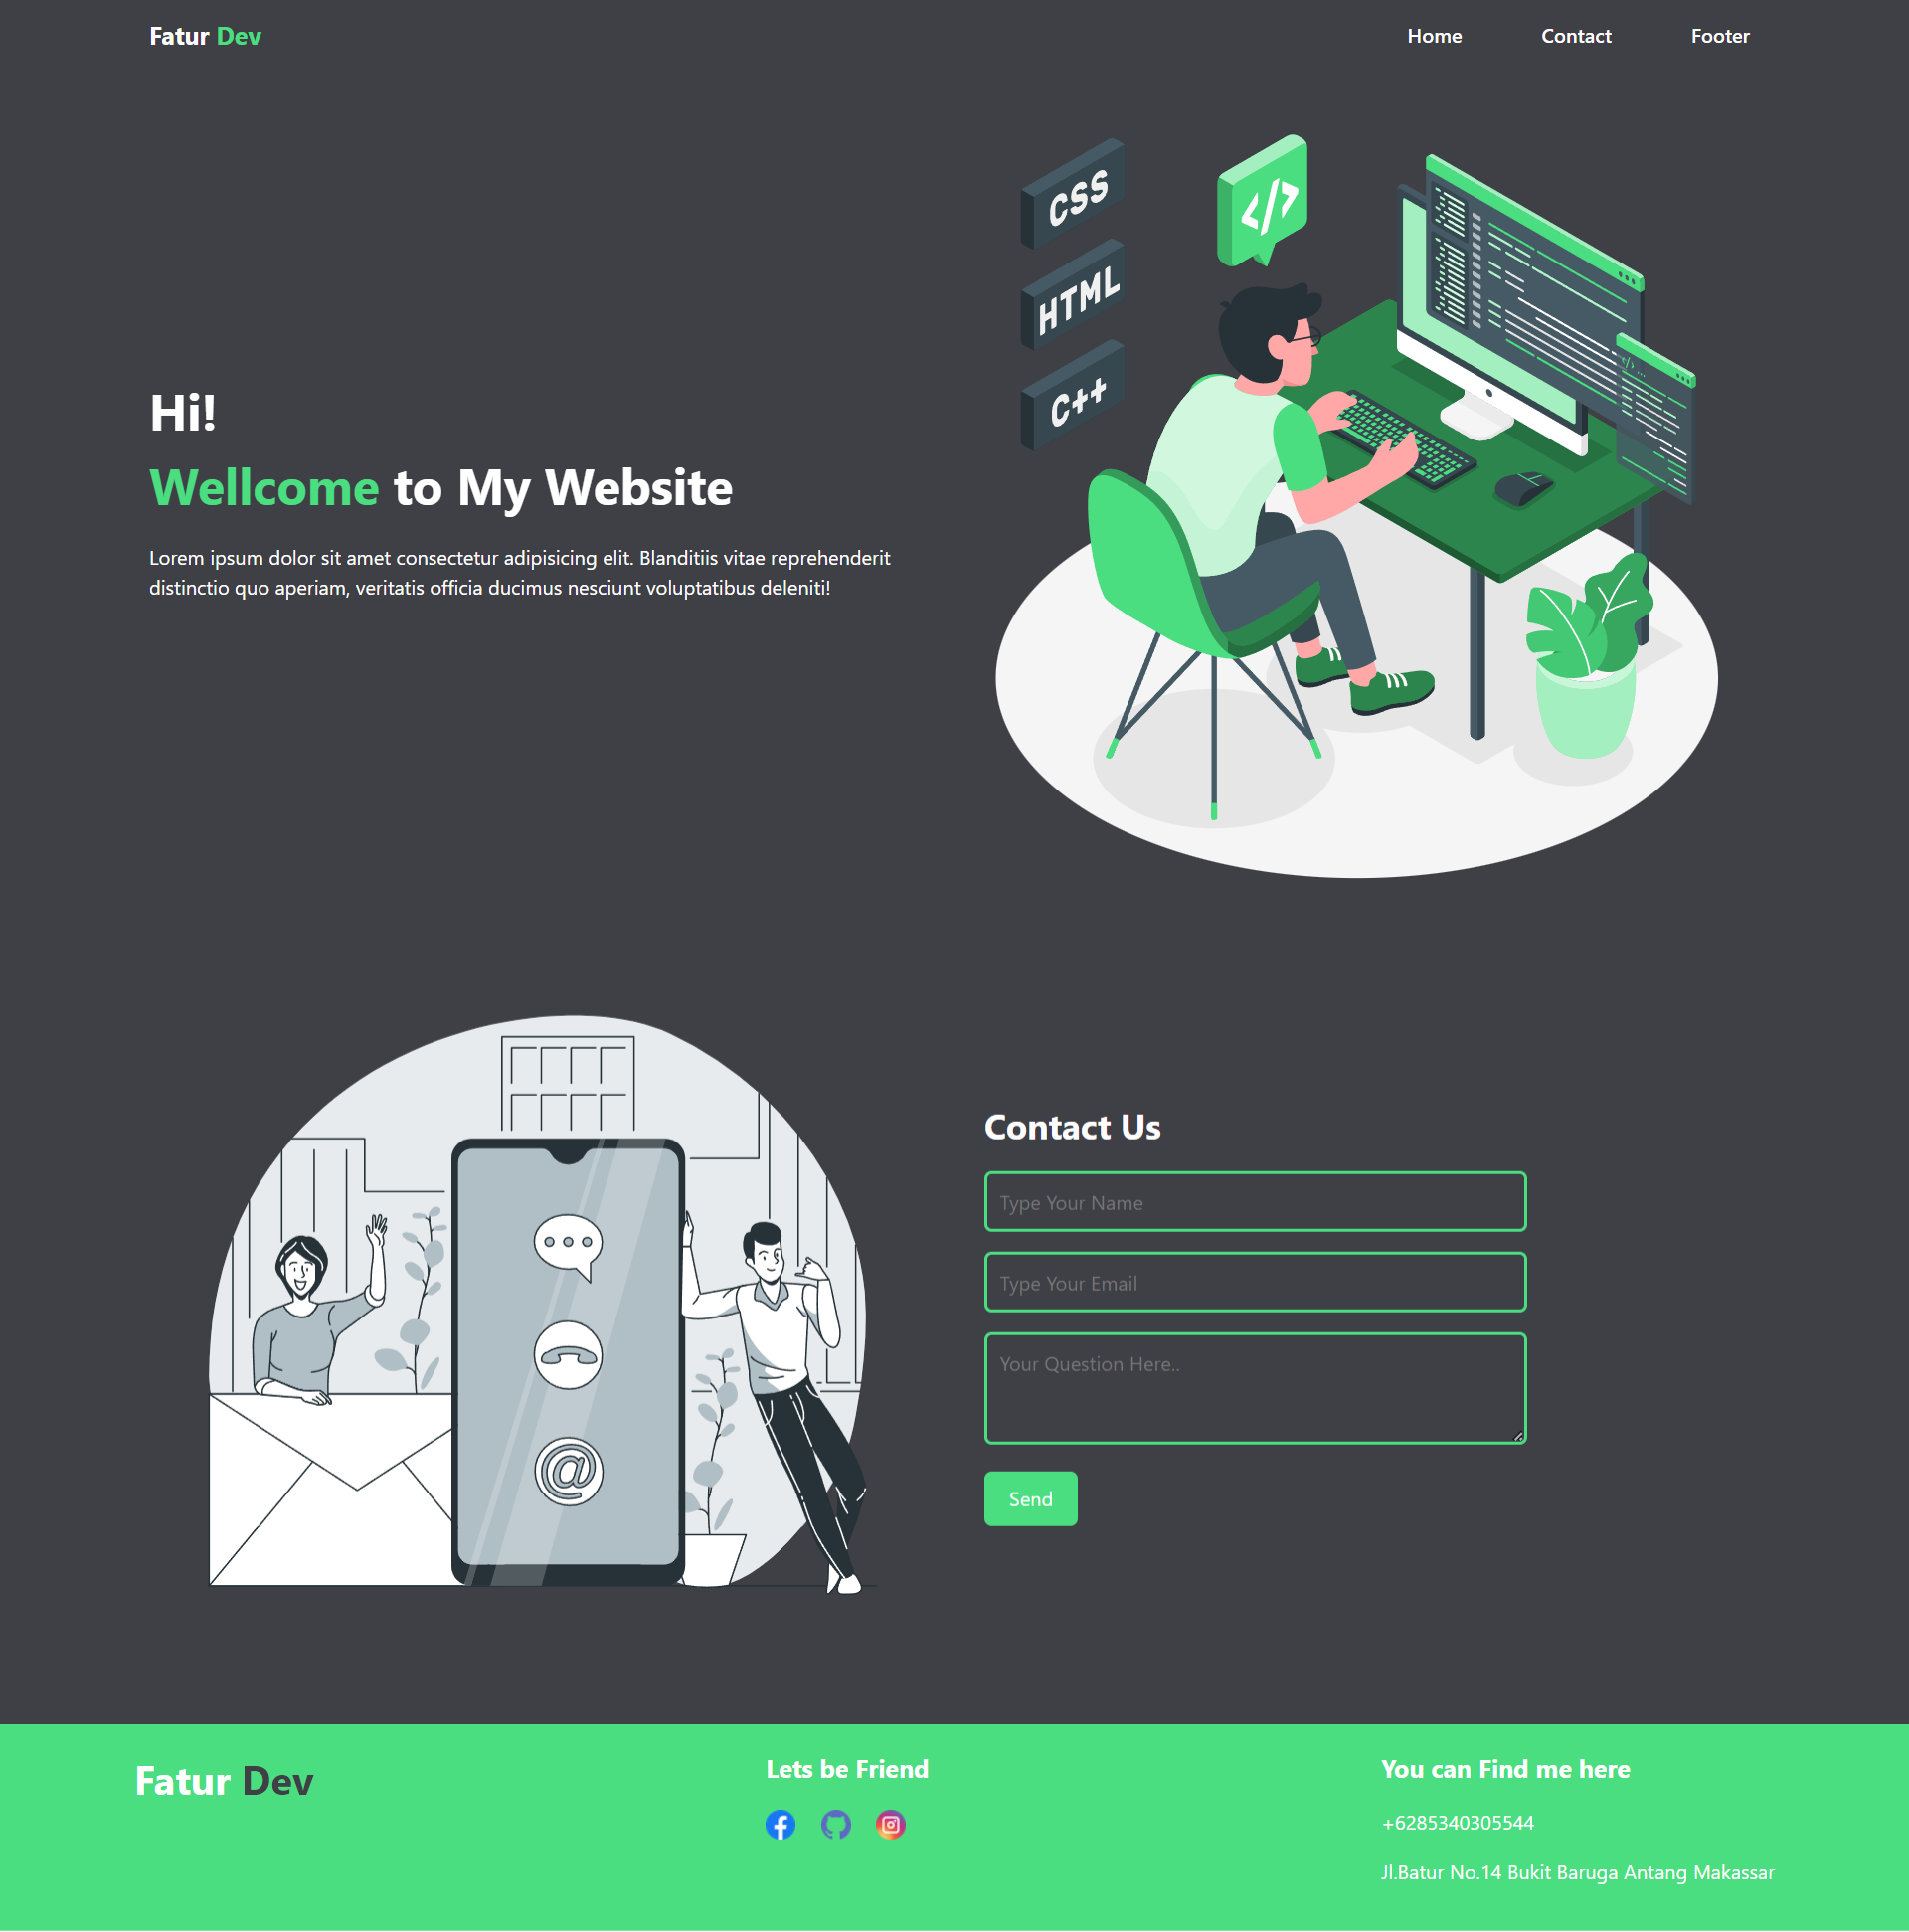 Fatur Dev
Home Contact Footer
CSS
</>
HTML
C++
Hi!
Wellcome to My Website
Lorem ipsum dolor sit amet consectetur adipisicing elit. Blanditiis vitae reprehenderit
distinctio quo aperiam, veritatis officia ducimus nesciunt voluptatibus deleniti!
Contact Us
Type Your Name
Type Your Email
Your Question Here..
@
Send
Fatur Dev
Lets be Friend
You can Find me here
+6285340305544
Jl.Batur No.14 Bukit Baruga Antang Makassar